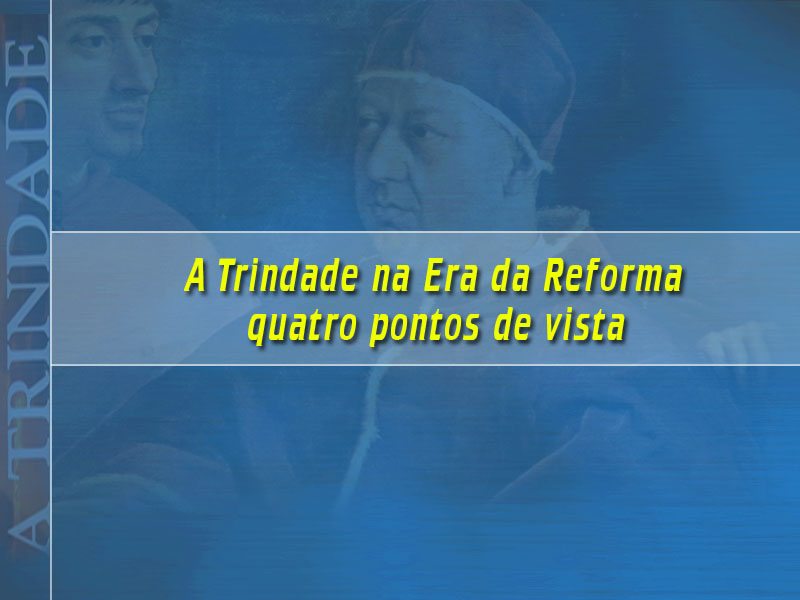 A TRINDADE
A Trindade na Era da Reforma
quatro pontos de vista